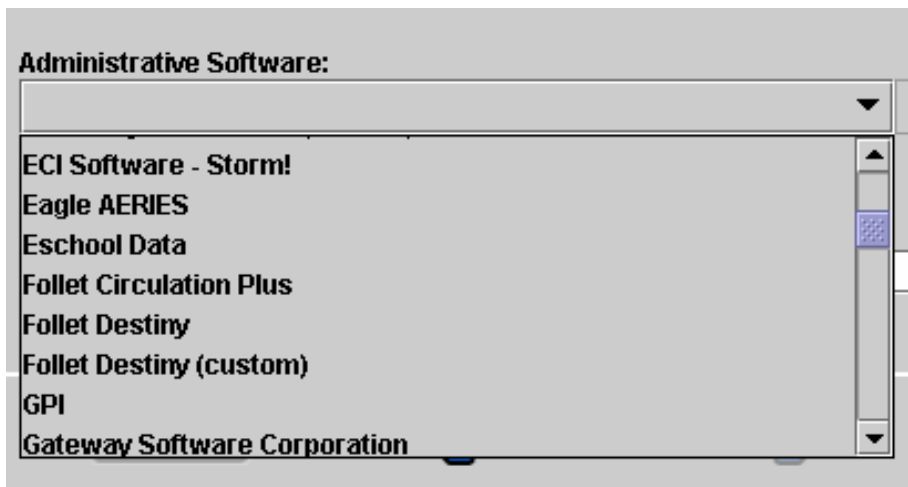 Administrative Software:
ECI Software - Storm!
Eagle AERIES
Eschool Data
Follet Circulation Plus
Follet Destiny
Follet Destiny (custom)
GPI
Gateway Software Corporation